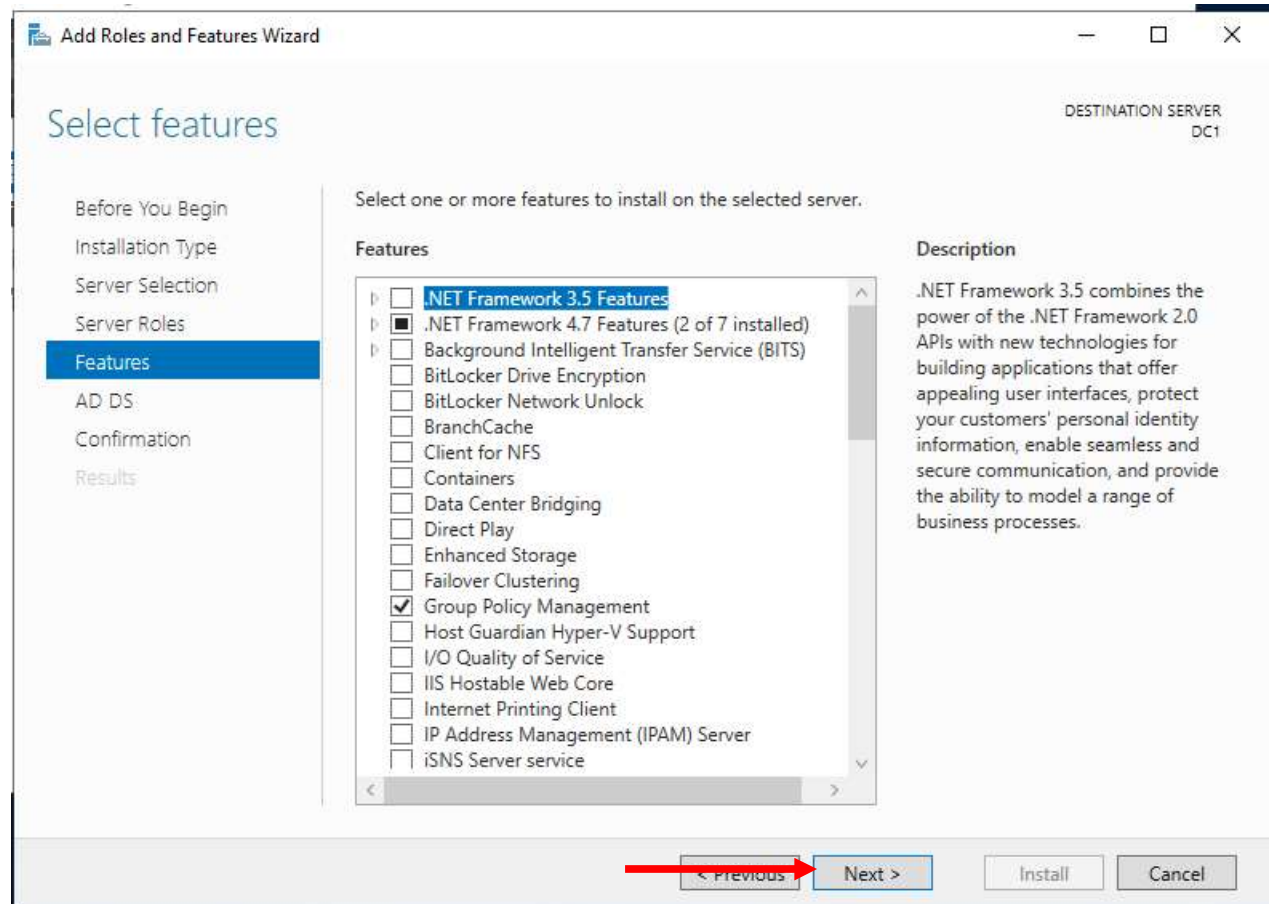 Add Roles and Features Wizard
Select features
DESTINATION SERVER
DC1
Before You Begin
Installation Type
Server Selection
Server Roles
Features
AD DS
Confirmation
Results
Select one or more features to install on the selected server.
Features
.NET Framework 3.5 Features
.NET Framework 4.7 Features (2 of 7 installed)
Background Intelligent Transfer Service (BITS)
BitLocker Drive Encryption
BitLocker Network Unlock
BranchCache
Client for NFS
Containers
Data Center Bridging
Direct Play
Enhanced Storage
Failover Clustering
Group Policy Management
Host Guardian Hyper-V Support
I/O Quality of Service
IIS Hostable Web Core
Internet Printing Client
IP Address Management (IPAM) Server
iSNS Server service
Description
.NET Framework 3.5 combines the
power of the .NET Framework 2.0
APIs with new technologies for
building applications that offer
appealing user interfaces, protect
your customers' personal identity
information, enable seamless and
secure communication, and provide
the ability to model a range of
business processes.
< Previous
Next >
Install
Cancel